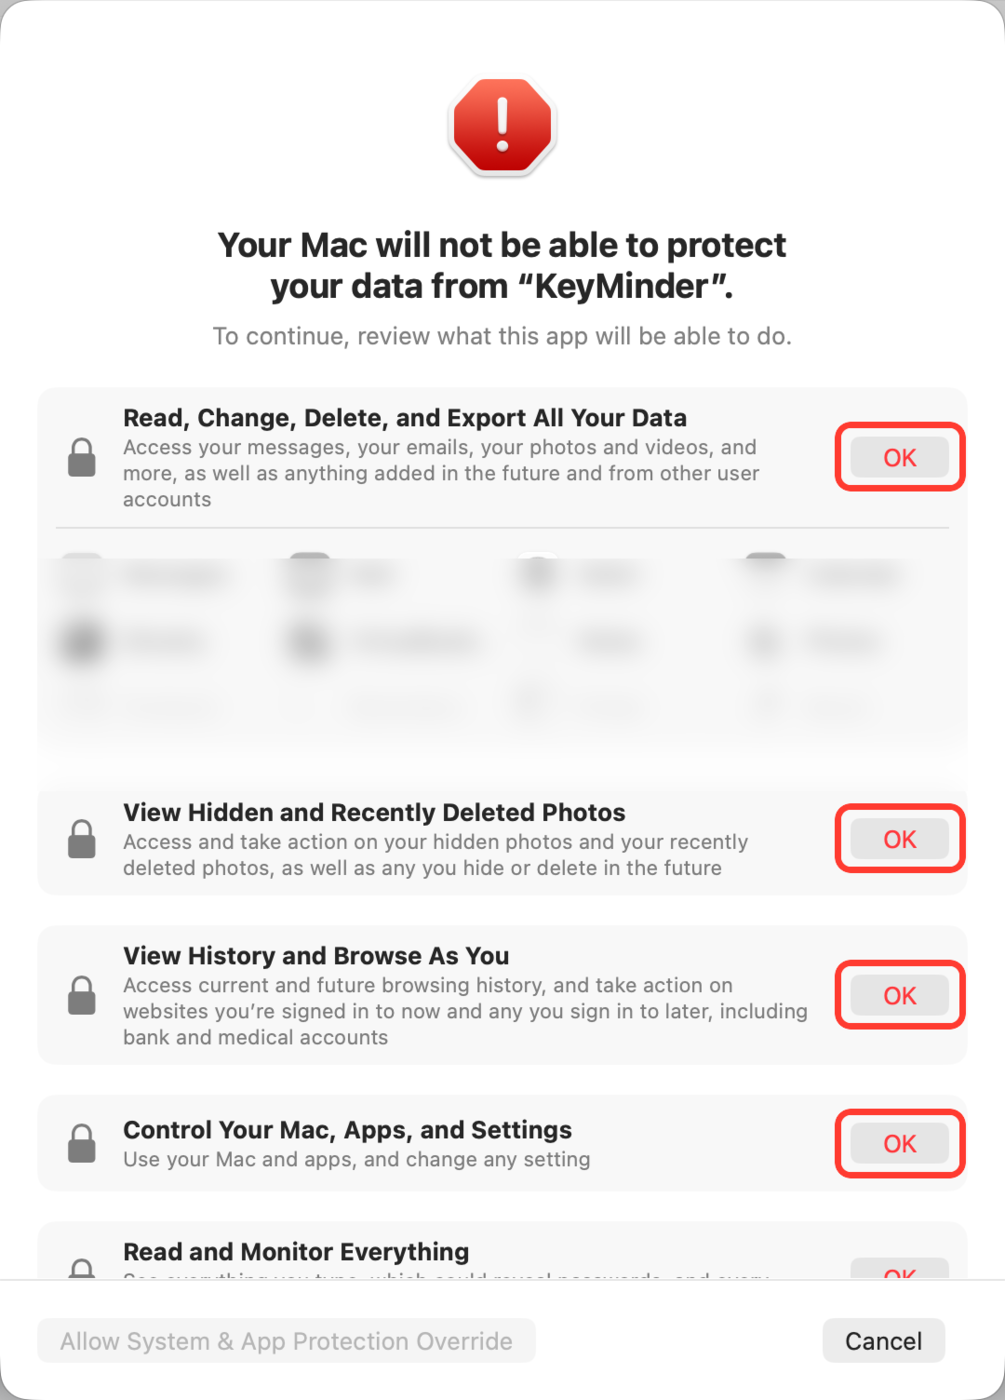 Your Mac will not be able to protect
your data from “KeyMinder”.
To continue, review what this app will be able to do.
Read, Change, Delete, and Export All Your Data
Access your messages, your emails, your photos and videos, and
more, as well as anything added in the future and from other user
accounts
OK
View Hidden and Recently Deleted Photos
Access and take action on your hidden photos and your recently
deleted photos, as well as any you hide or delete in the future
OK
View History and Browse As You
Access current and future browsing history, and take action on
websites you’re signed in to now and any you sign in to later, including
bank and medical accounts
OK
Control Your Mac, Apps, and Settings
Use your Mac and apps, and change any setting
OK
Read and Monitor Everything
OK
Allow System & App Protection Override
Cancel